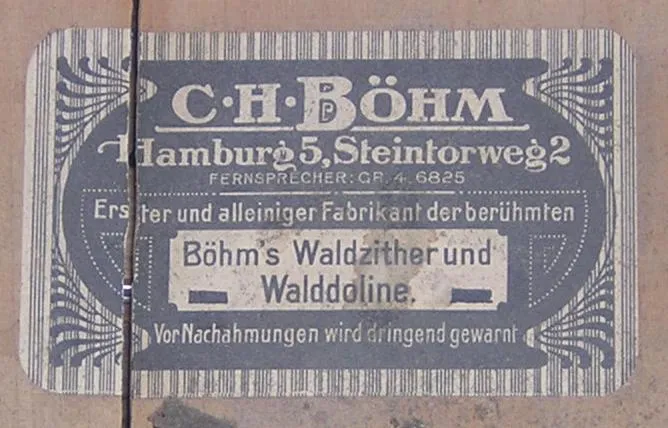 C·H·BÖHM
Hamburg 5, Steintorweg 2
FERNSPRECHER: GR. 4. 6825
Erster und alleiniger Fabrikant der berühmten
Böhm's Waldzither und
Walddoline.
Vor Nachahmungen wird dringend gewarnt